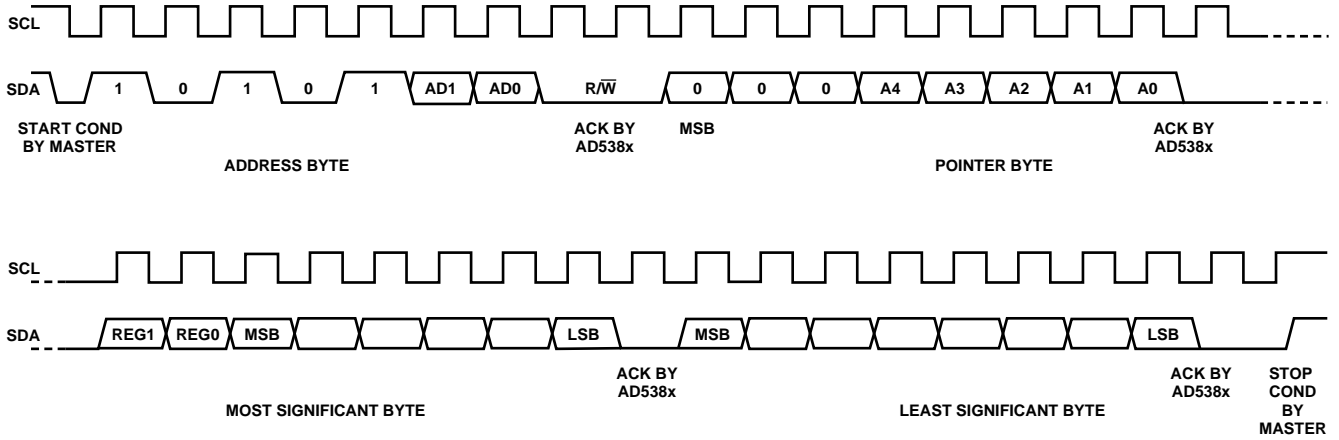 SCL
SDA 1 0 1 0 1 AD1 AD0 R/W̅ 0 0 0 A4 A3 A2 A1 A0
START COND
BY MASTER
ACK BY
AD538x
MSB
ACK BY
AD538x
ADDRESS BYTE
POINTER BYTE
SCL
SDA REG1 REG0 MSB LSB MSB LSB
ACK BY
AD538x
ACK BY
AD538x
STOP
COND
BY
MASTER
MOST SIGNIFICANT BYTE
LEAST SIGNIFICANT BYTE